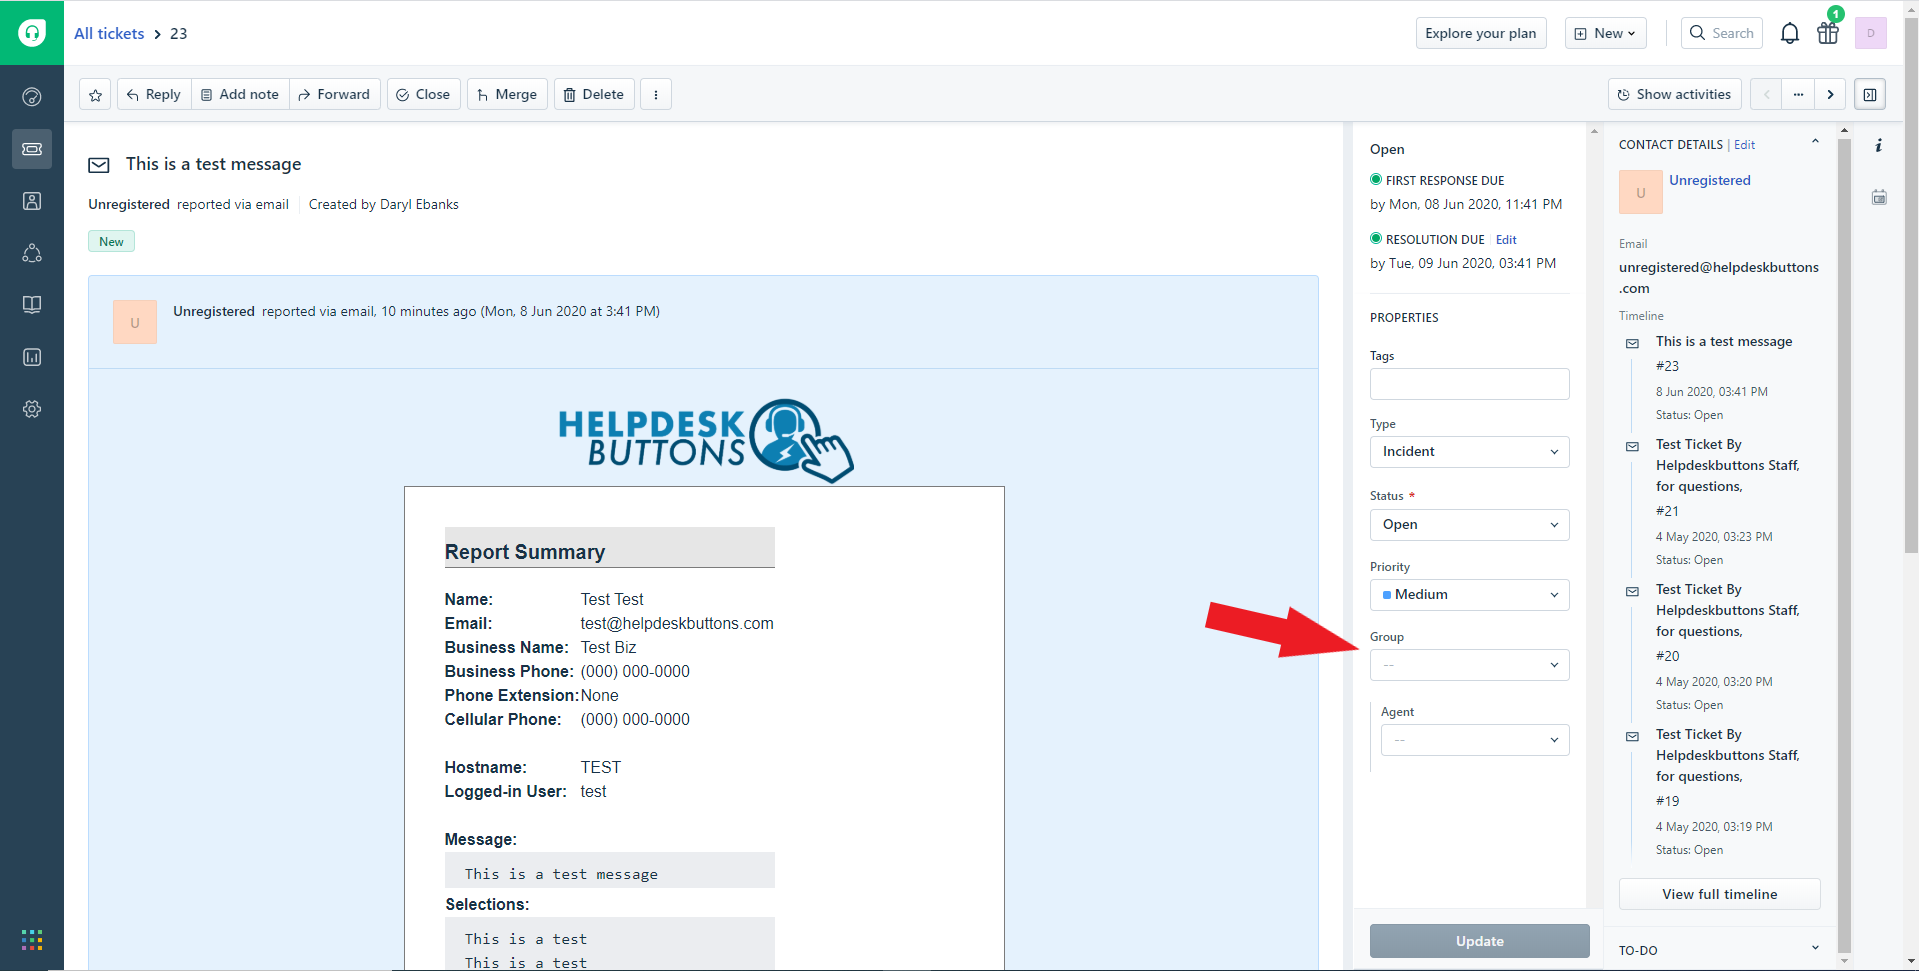 All tickets > 23
Explore your plan
New
Search
1
D
Reply
Add note
Forward
Close
Merge
Delete
Show activities
This is a test message
Unregistered reported via email
Created by Daryl Ebanks
New
U
Unregistered reported via email, 10 minutes ago (Mon, 8 Jun 2020 at 3:41 PM)
HELPDESK
BUTTONS
Report Summary
Name: Test Test
Email: test@helpdeskbuttons.com
Business Name: Test Biz
Business Phone: (000) 000-0000
Phone Extension: None
Cellular Phone: (000) 000-0000
Hostname: TEST
Logged-in User: test
Message:
This is a test message
Selections:
This is a test
This is a test
Open
FIRST RESPONSE DUE
by Mon, 08 Jun 2020, 11:41 PM
RESOLUTION DUE Edit
by Tue, 09 Jun 2020, 03:41 PM
PROPERTIES
Tags
Type
Incident
Status *
Open
Priority
Medium
Group
--
Agent
--
Update
CONTACT DETAILS | Edit
U
Unregistered
Email
unregistered@helpdeskbuttons
.com
Timeline
This is a test message
#23
8 Jun 2020, 03:41 PM
Status: Open
Test Ticket By
Helpdeskbuttons Staff,
for questions,
#21
4 May 2020, 03:23 PM
Status: Open
Test Ticket By
Helpdeskbuttons Staff,
for questions,
#20
4 May 2020, 03:20 PM
Status: Open
Test Ticket By
Helpdeskbuttons Staff,
for questions,
#19
4 May 2020, 03:19 PM
Status: Open
View full timeline
TO-DO
i